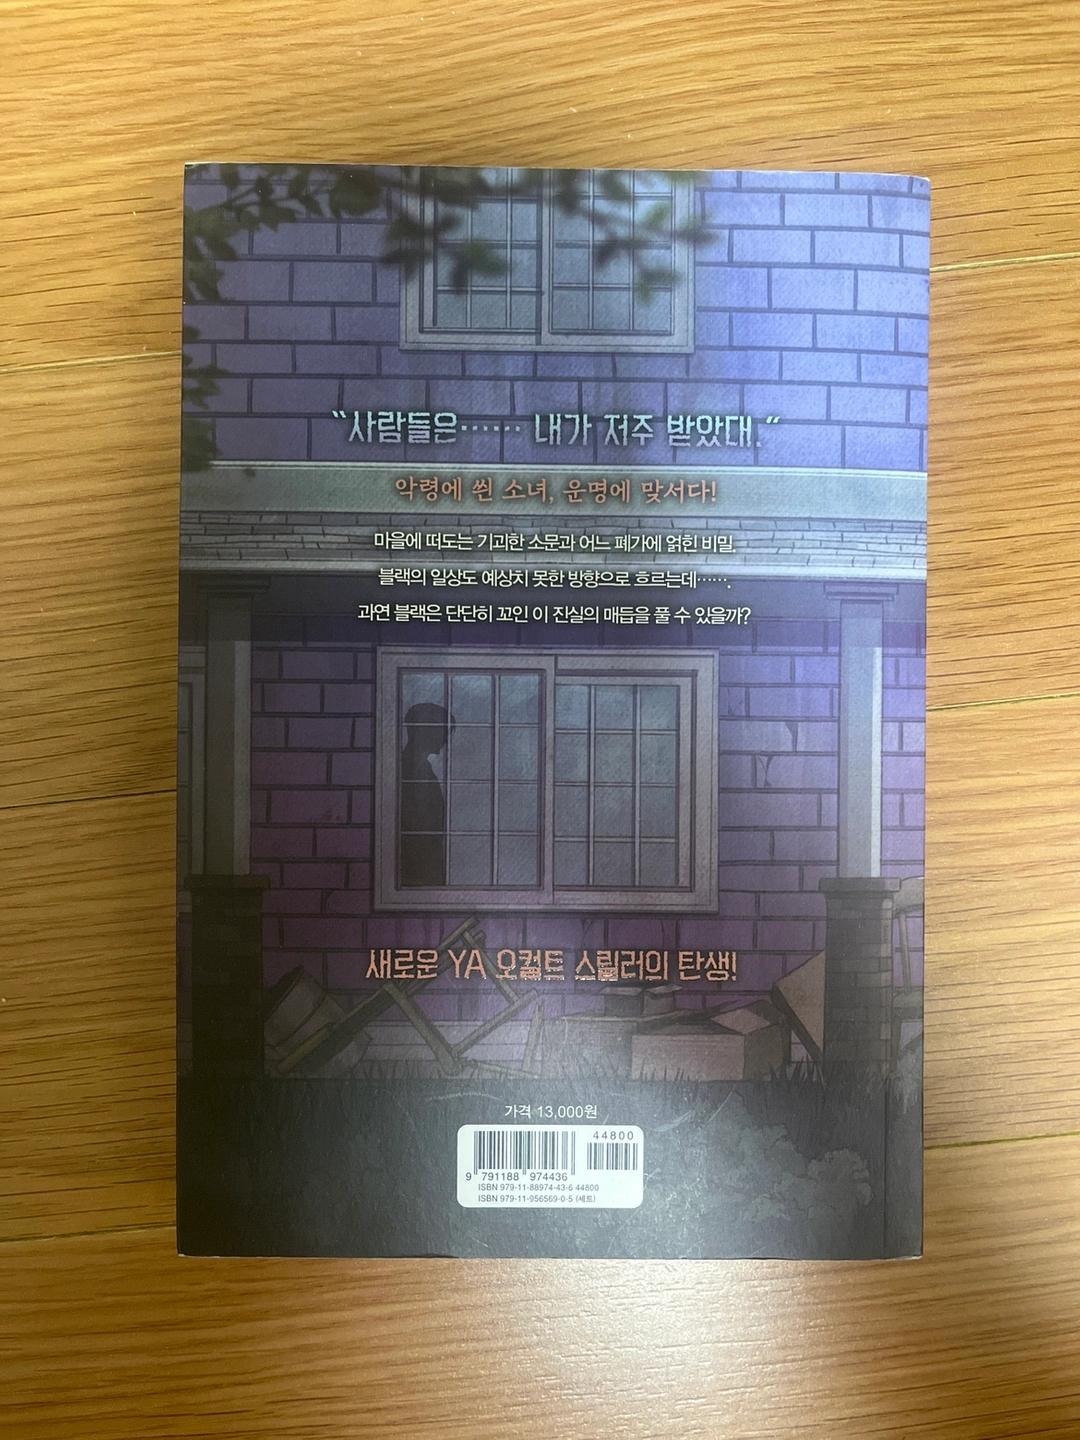 “사람들은…… 내가 저주 받았대.”
악령에 씐 소녀, 운명에 맞서다!
마을에 떠도는 기괴한 소문과 어느 폐가에 얽힌 비밀.
블랙의 일상도 예상치 못한 방향으로 흐르는데…….
과연 블랙은 단단히 꼬인 이 진실의 매듭을 풀 수 있을까?
새로운 YA 오컬트 스릴러의 탄생!
가격 13,000원
44800
9 791188 974436
ISBN 979-11-88974-43-6 44800
ISBN 979-11-956569-0-5 (세트)